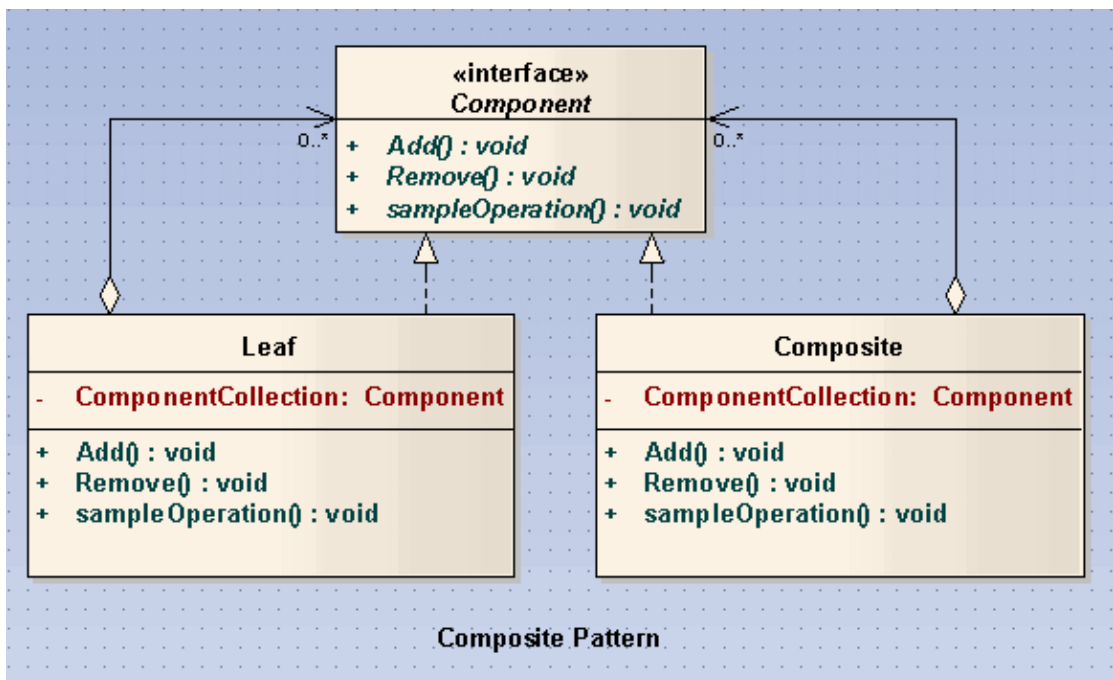 «interface»
Component
0..*
0..*
+ Add() : void
+ Remove() : void
+ sampleOperation() : void
Leaf
- ComponentCollection: Component
+ Add() : void
+ Remove() : void
+ sampleOperation() : void
Composite
- ComponentCollection: Component
+ Add() : void
+ Remove() : void
+ sampleOperation() : void
Composite Pattern